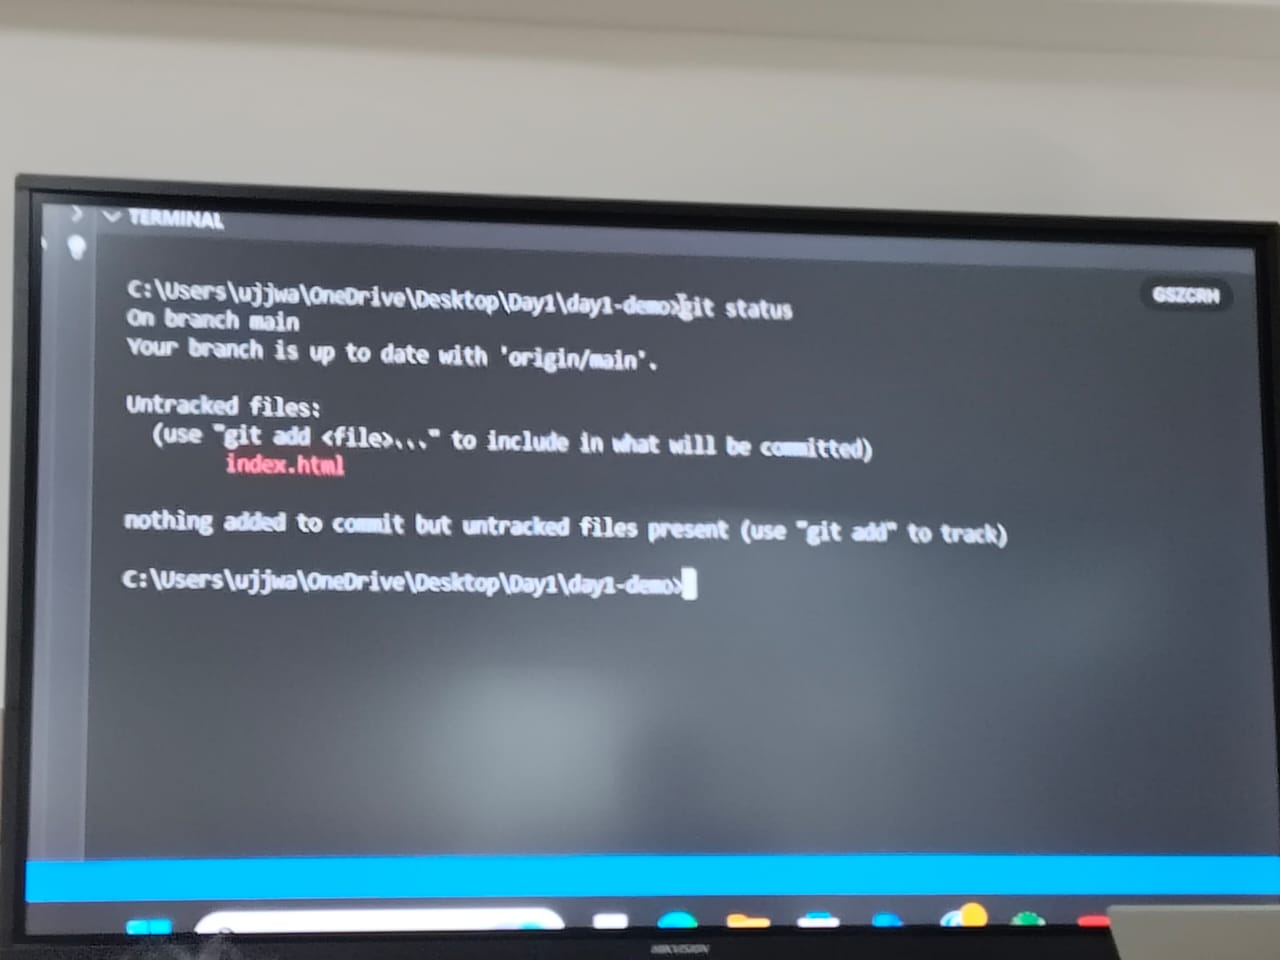 TERMINAL
C:\Users\ujjwa\OneDrive\Desktop\Day1\day1-demo>git status
GSZCRH
On branch main
Your branch is up to date with 'origin/main'.
Untracked files:
(use "git add <file>..." to include in what will be committed)
index.html
nothing added to commit but untracked files present (use "git add" to track)
C:\Users\ujjwa\OneDrive\Desktop\Day1\day1-demo>
HIKVISION